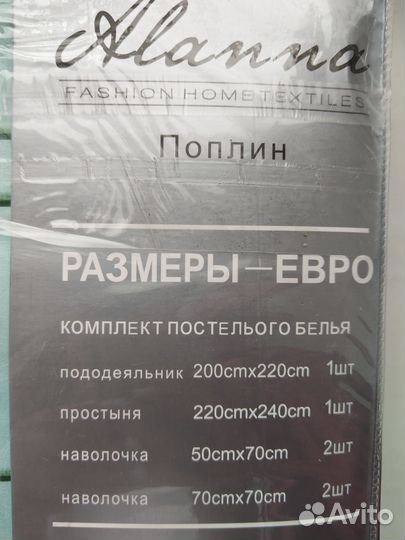 Alanna
FASHION HOMETEXTILES
Поплин
РАЗМЕРЫ—ЕВРО
КОМПЛЕКТ ПОСТЕЛЬОГО БЕЛЬЯ
пододеяльник 200cmx220cm 1шт
простыня 220cmx240cm 1шт
наволочка 50cmx70cm 2шт
наволочка 70cmx70cm 2шт
Avito